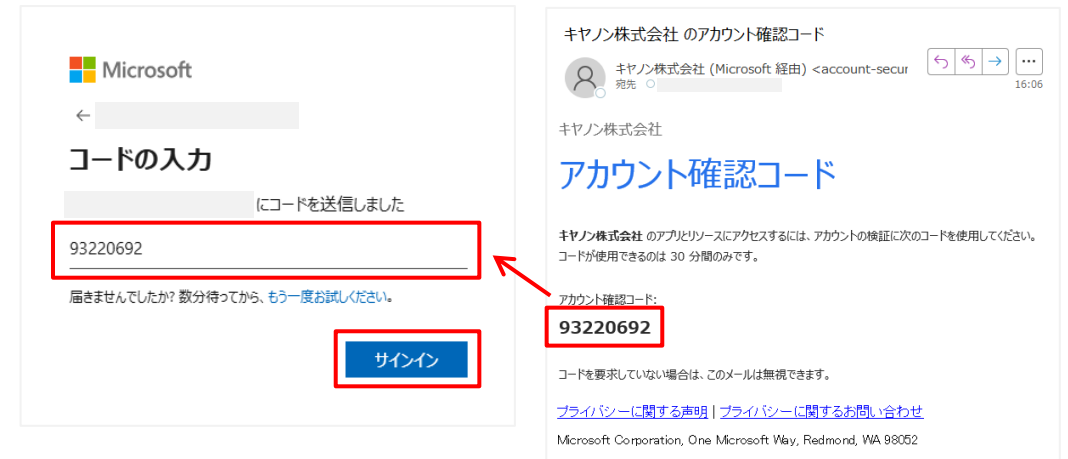 Microsoft
←
コードの入力
にコードを送信しました
93220692
届きませんでしたか? 数分待ってから、もう一度お試しください。
サインイン
キヤノン株式会社 のアカウント確認コード
キヤノン株式会社 (Microsoft 経由) <account-secur
宛先
16:06
キヤノン株式会社
アカウント確認コード
キヤノン株式会社 のアプリとリソースにアクセスするには、アカウントの検証に次のコードを使用してください。
コードが使用できるのは 30 分間のみです。
アカウント確認コード:
93220692
コードを要求していない場合は、このメールは無視できます。
プライバシーに関する声明 | プライバシーに関するお問い合わせ
Microsoft Corporation, One Microsoft Way, Redmond, WA 98052